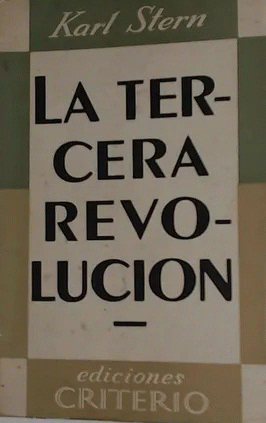 Karl Stern
LA TER-
CERA
REVO-
LUCION
ediciones
CRITERIO